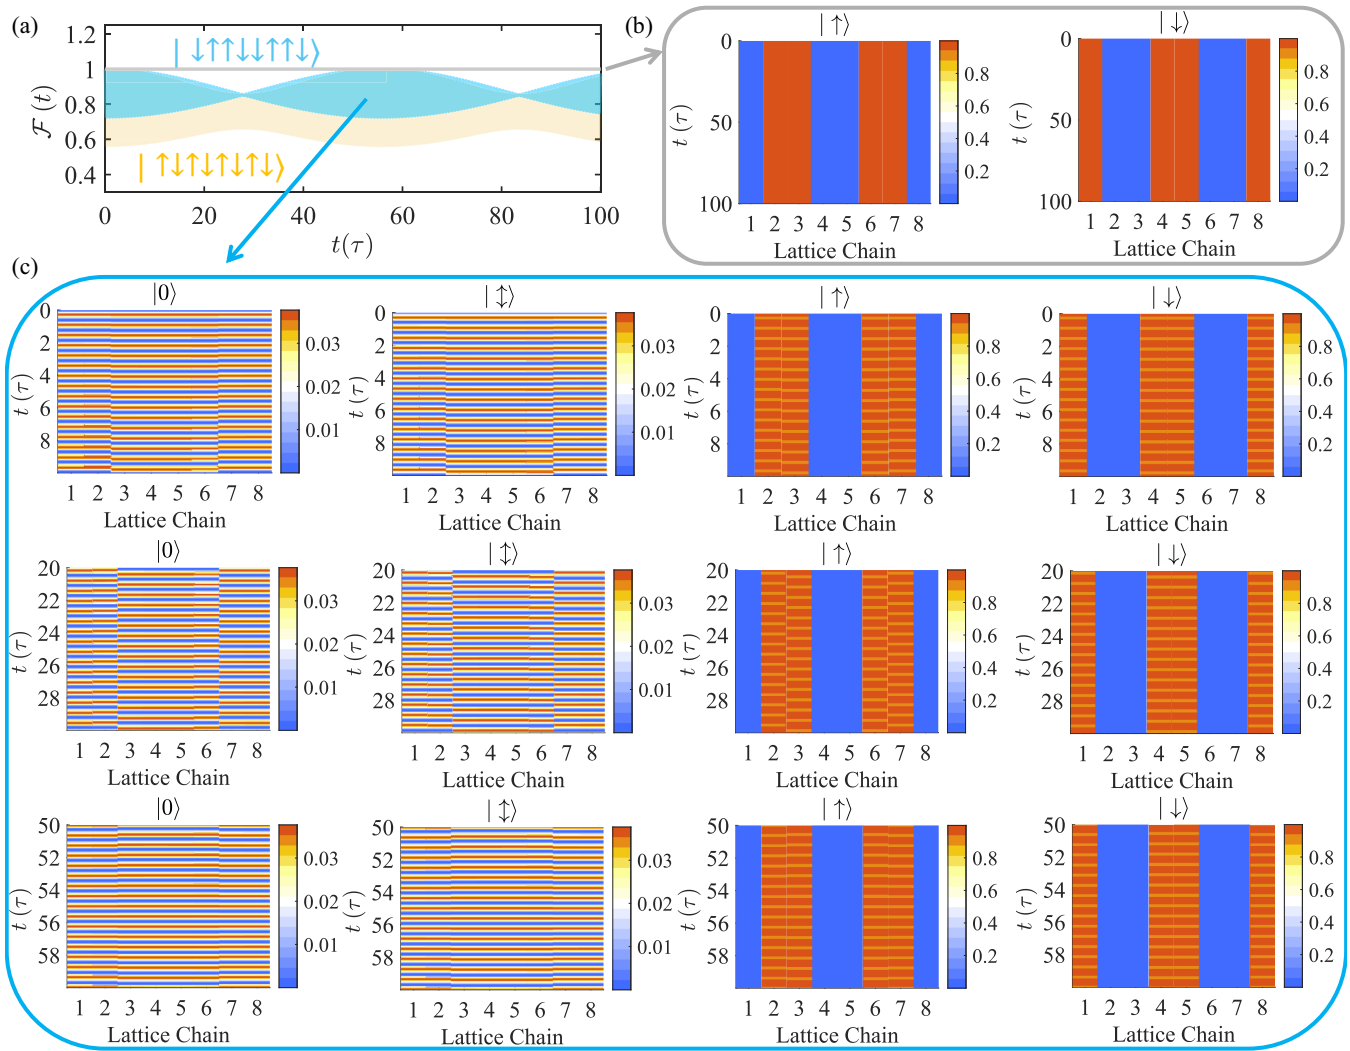 (a)
1.2
1
0.8
0.6
0.4
ℱ (t)
| ↓↑↑↓↓↑↑↓⟩
| ↑↓↑↓↑↓↑↓⟩
0 20 40 60 80 100
t(τ)
(b)
| ↑⟩
0
50
100
t (τ)
1 2 3 4 5 6 7 8
Lattice Chain
0.8
0.6
0.4
0.2
| ↓⟩
0
50
100
t (τ)
1 2 3 4 5 6 7 8
Lattice Chain
0.8
0.6
0.4
0.2
(c)
|0⟩
0
2
4
6
8
t (τ)
1 2 3 4 5 6 7 8
Lattice Chain
0.03
0.02
0.01
| ↕⟩
0
2
4
6
8
t (τ)
1 2 3 4 5 6 7 8
Lattice Chain
0.03
0.02
0.01
| ↑⟩
0
2
4
6
8
t (τ)
1 2 3 4 5 6 7 8
Lattice Chain
0.8
0.6
0.4
0.2
| ↓⟩
0
2
4
6
8
t (τ)
1 2 3 4 5 6 7 8
Lattice Chain
0.8
0.6
0.4
0.2
|0⟩
20
22
24
26
28
t (τ)
1 2 3 4 5 6 7 8
Lattice Chain
0.03
0.02
0.01
| ↕⟩
20
22
24
26
28
t (τ)
1 2 3 4 5 6 7 8
Lattice Chain
0.03
0.02
0.01
| ↑⟩
20
22
24
26
28
t (τ)
1 2 3 4 5 6 7 8
Lattice Chain
0.8
0.6
0.4
0.2
| ↓⟩
20
22
24
26
28
t (τ)
1 2 3 4 5 6 7 8
Lattice Chain
0.8
0.6
0.4
0.2
|0⟩
50
52
54
56
58
t (τ)
1 2 3 4 5 6 7 8
Lattice Chain
0.03
0.02
0.01
| ↕⟩
50
52
54
56
58
t (τ)
1 2 3 4 5 6 7 8
Lattice Chain
0.03
0.02
0.01
| ↑⟩
50
52
54
56
58
t (τ)
1 2 3 4 5 6 7 8
Lattice Chain
0.8
0.6
0.4
0.2
| ↓⟩
50
52
54
56
58
t (τ)
1 2 3 4 5 6 7 8
Lattice Chain
0.8
0.6
0.4
0.2